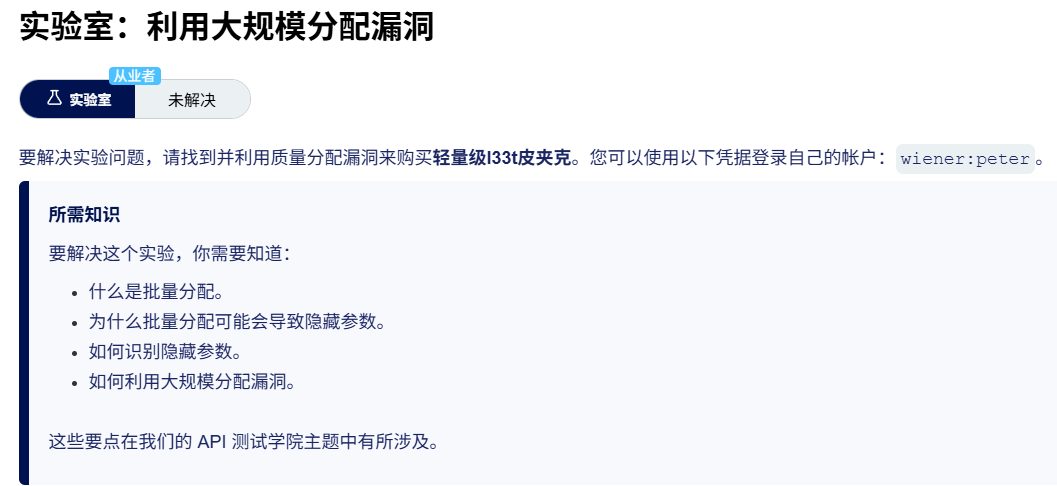 实验室：利用大规模分配漏洞
从业者
实验室 未解决
要解决实验问题，请找到并利用质量分配漏洞来购买轻量级l33t皮夹克。您可以使用以下凭据登录自己的帐户： wiener:peter 。
所需知识
要解决这个实验，你需要知道：
• 什么是批量分配。
• 为什么批量分配可能会导致隐藏参数。
• 如何识别隐藏参数。
• 如何利用大规模分配漏洞。
这些要点在我们的 API 测试学院主题中有所涉及。